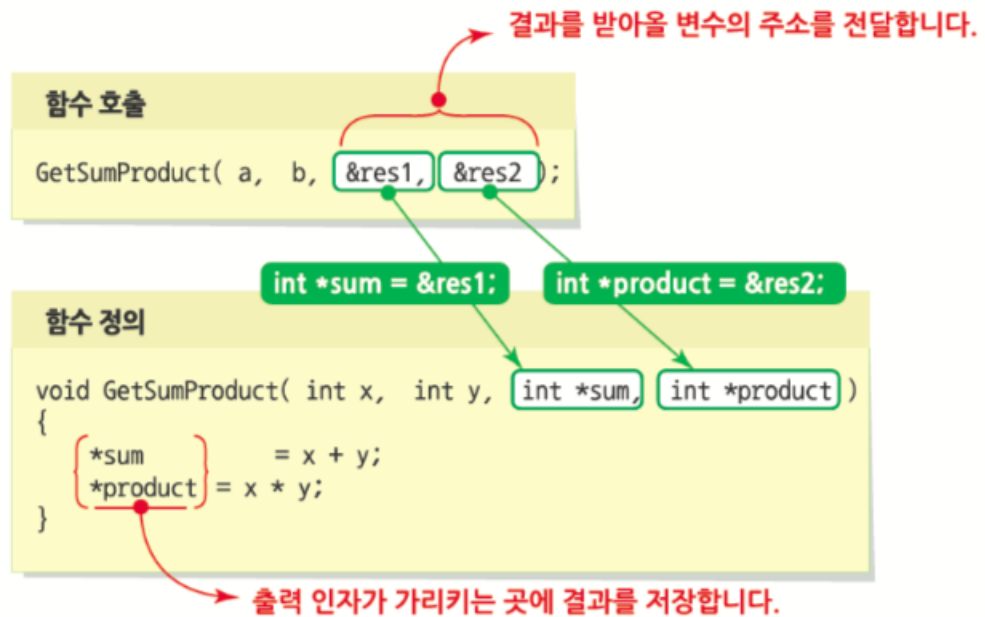 결과를 받아올 변수의 주소를 전달합니다.
함수 호출
GetSumProduct( a, b, &res1, &res2 );
int *sum = &res1; int *product = &res2;
함수 정의
void GetSumProduct( int x, int y, int *sum, int *product )
{
*sum = x + y;
*product = x * y;
}
출력 인자가 가리키는 곳에 결과를 저장합니다.